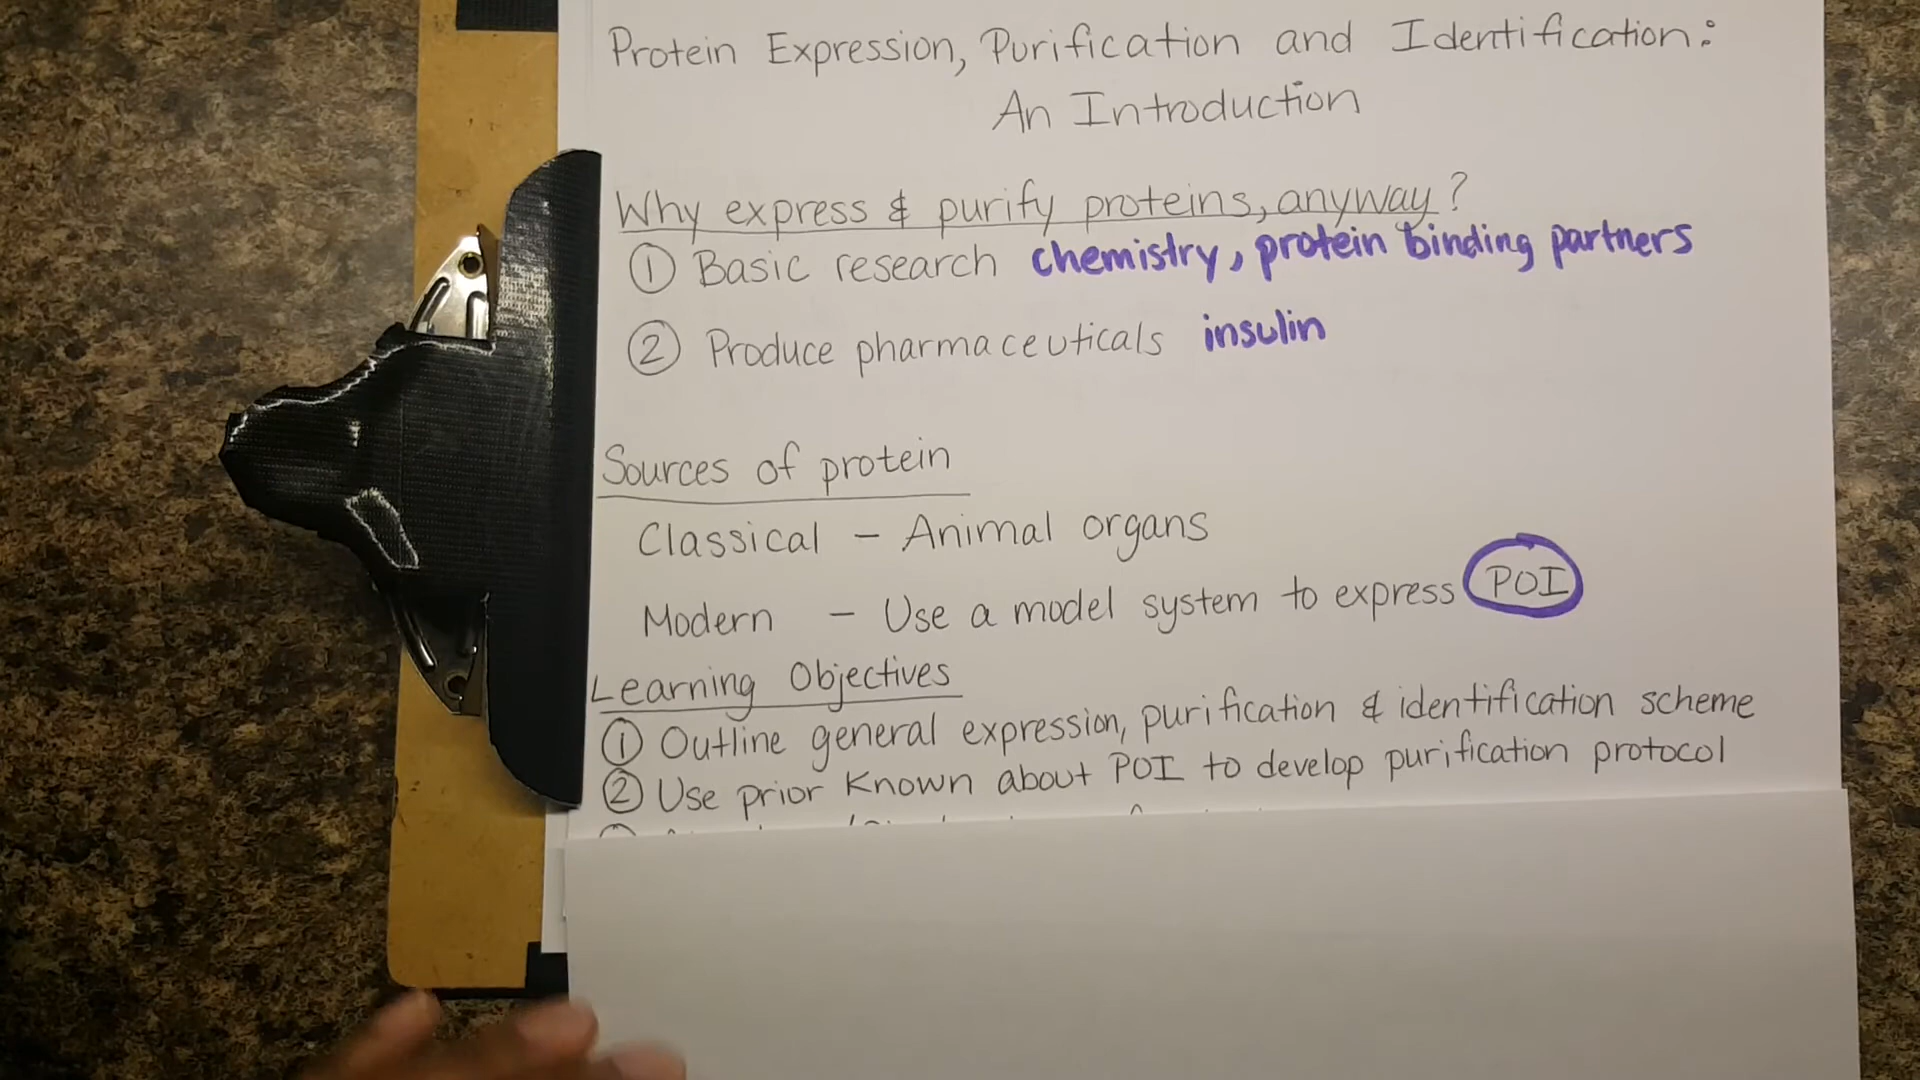 Protein Expression, Purification and Identification:
An Introduction
Why express & purify proteins, anyway?
① Basic research chemistry, protein binding partners
② Produce pharmaceuticals insulin
Sources of protein
Classical – Animal organs
Modern – Use a model system to express POI
Learning Objectives
① Outline general expression, purification & identification scheme
② Use prior Known about POI to develop purification protocol